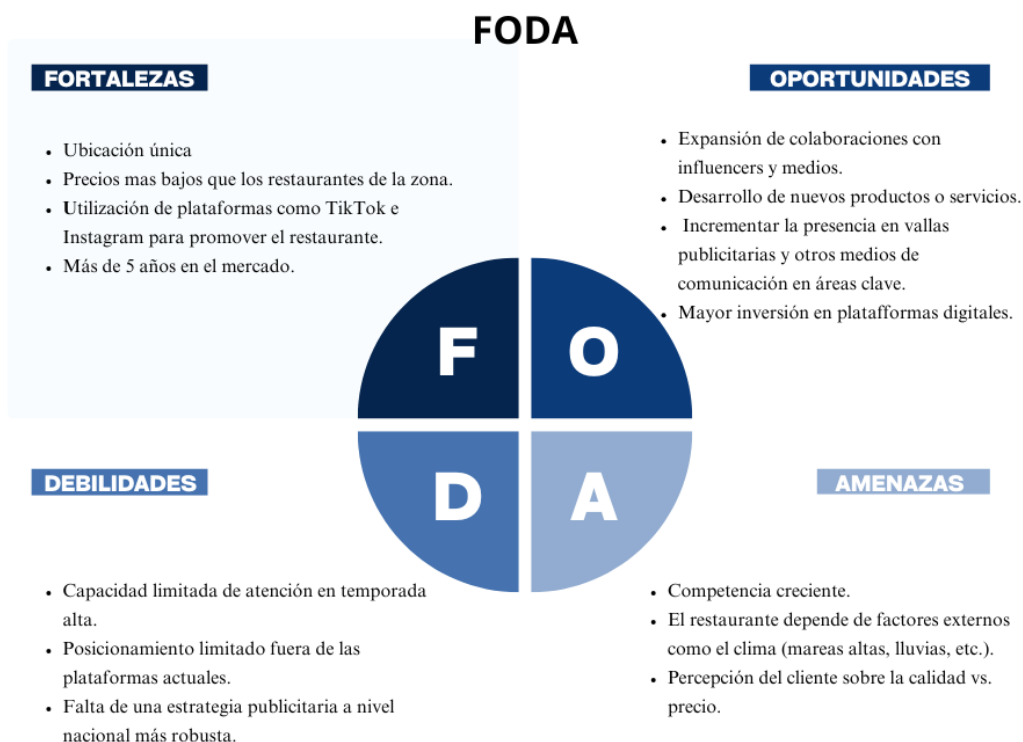 FODA
FORTALEZAS
• Ubicación única
• Precios mas bajos que los restaurantes de la zona.
• Utilización de plataformas como TikTok e
Instagram para promover el restaurante.
• Más de 5 años en el mercado.
OPORTUNIDADES
• Expansión de colaboraciones con
influencers y medios.
• Desarrollo de nuevos productos o servicios.
• Incrementar la presencia en vallas
publicitarias y otros medios de
comunicación en áreas clave.
• Mayor inversión en platafformas digitales.
F
O
D
A
DEBILIDADES
• Capacidad limitada de atención en temporada
alta.
• Posicionamiento limitado fuera de las
plataformas actuales.
• Falta de una estrategia publicitaria a nivel
nacional más robusta.
AMENAZAS
• Competencia creciente.
• El restaurante depende de factores externos
como el clima (mareas altas, lluvias, etc.).
• Percepción del cliente sobre la calidad vs.
precio.